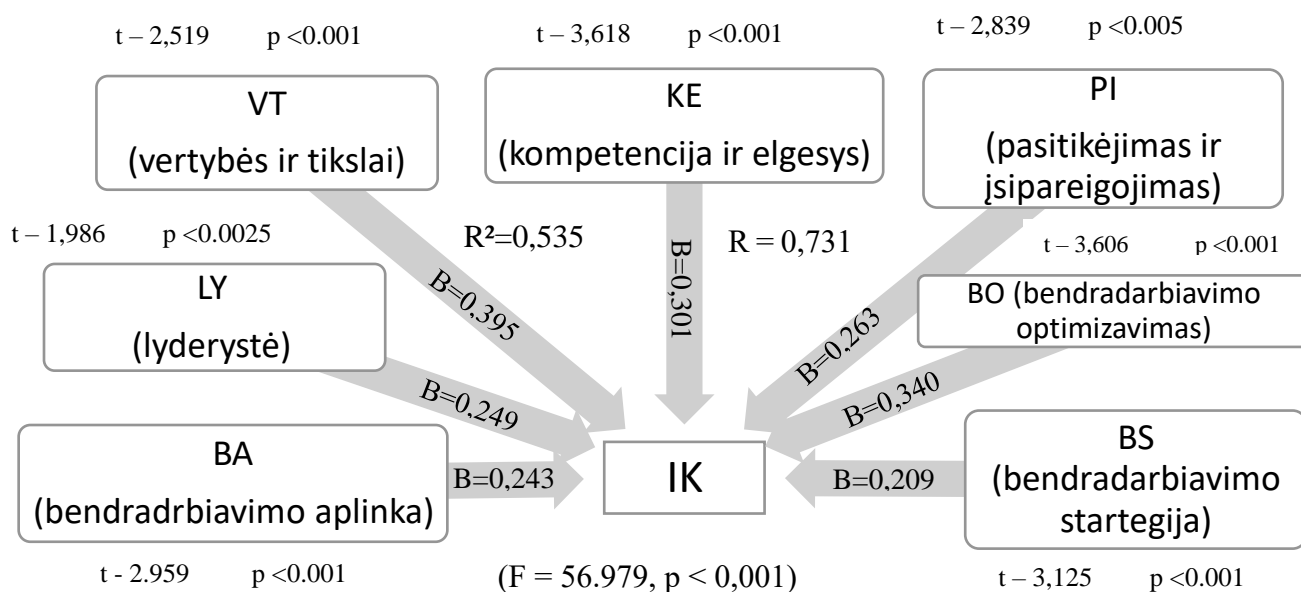 t – 2,519 p <0.001
t – 3,618 p <0.001
t – 2,839 p <0.005
VT
(vertybės ir tikslai)
KE
(kompetencija ir elgesys)
PI
(pasitikėjimas ir
įsipareigojimas)
t – 1,986 p <0.0025
R²=0,535
R = 0,731
t – 3,606 p <0.001
LY
(lyderystė)
B=0,395
B=0,301
B=0,263
BO (bendradarbiavimo
optimizavimas)
B=0,249
B=0,340
BA
(bendradrbiavimo aplinka)
B=0,243
IK
B=0,209
BS
(bendradarbiavimo
startegija)
t - 2.959 p <0.001
(F = 56.979, p < 0,001)
t – 3,125 p <0.001